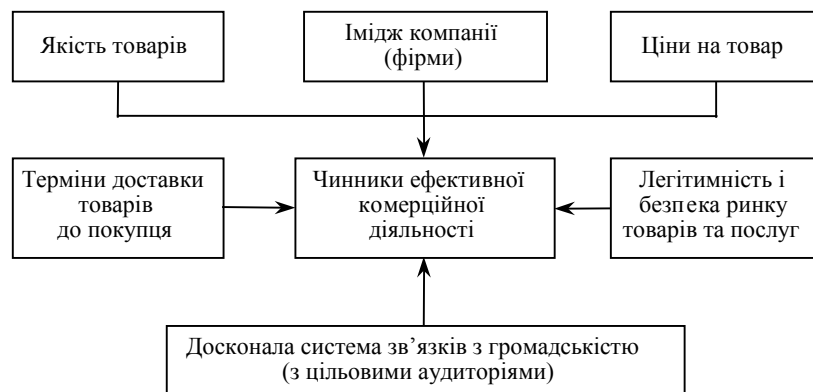 Якість товарів
Імідж компанії
(фірми)
Ціни на товар
Терміни доставки
товарів
до покупця
Чинники ефективної
комерційної
діяльності
Легітимність і
безпека ринку
товарів та послуг
Досконала система зв’язків з громадськістю
(з цільовими аудиторіями)